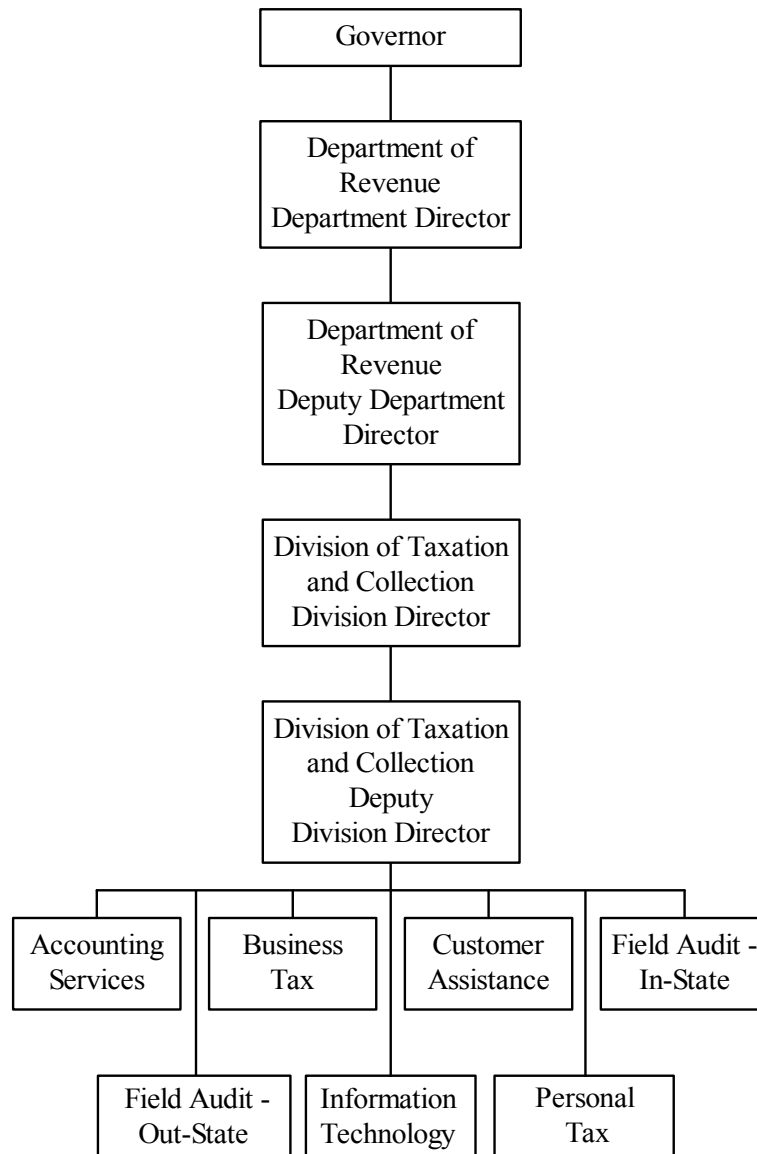 Governor
Department of
Revenue
Department Director
Department of
Revenue
Deputy Department
Director
Division of Taxation
and Collection
Division Director
Division of Taxation
and Collection
Deputy
Division Director
Accounting
Services
Business
Tax
Customer
Assistance
Field Audit -
In-State
Field Audit -
Out-State
Information
Technology
Personal
Tax